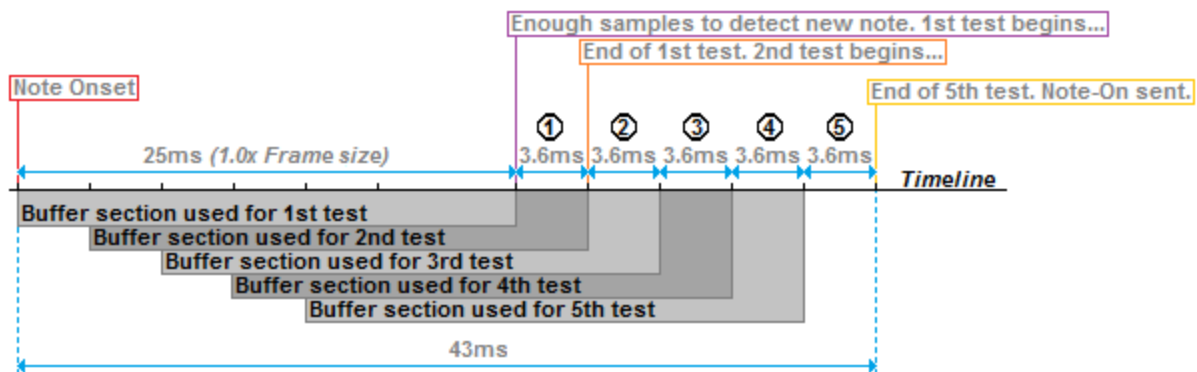 Enough samples to detect new note. 1st test begins...
End of 1st test. 2nd test begins...
Note Onset
End of 5th test. Note-On sent.
1 2 3 4 5
25ms (1.0x Frame size) 3.6ms 3.6ms 3.6ms 3.6ms 3.6ms
Timeline
Buffer section used for 1st test
Buffer section used for 2nd test
Buffer section used for 3rd test
Buffer section used for 4th test
Buffer section used for 5th test
43ms